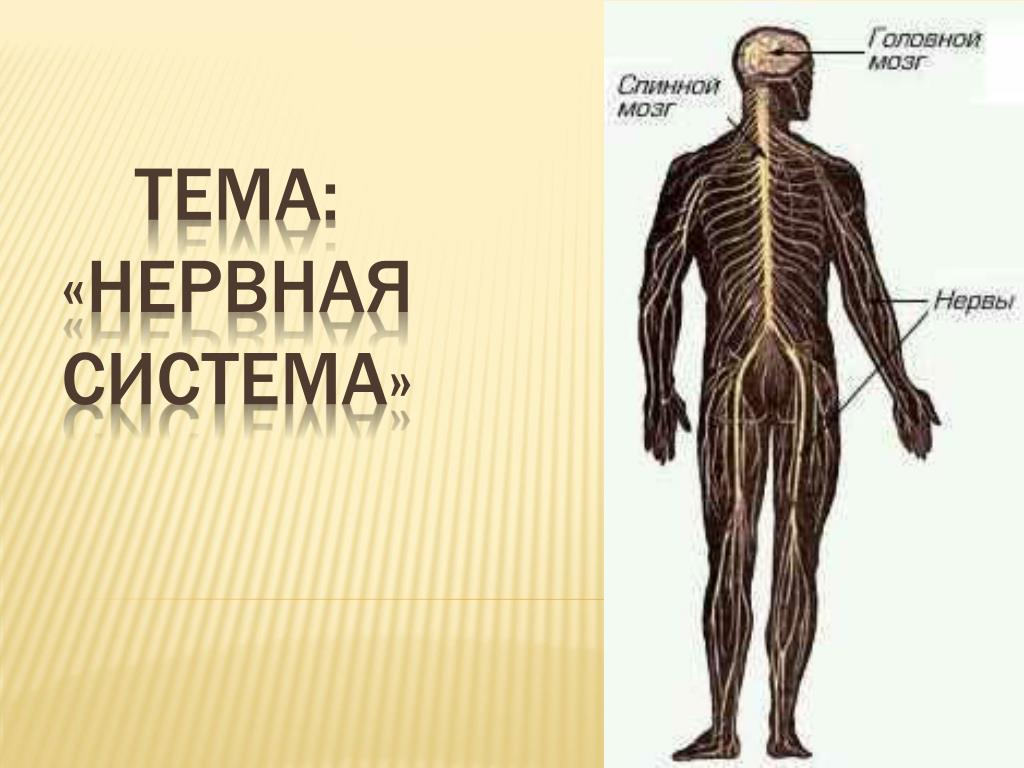 ТЕМА:
«НЕРВНАЯ
СИСТЕМА»
Головной
мозг
Спинной
мозг
Нервы